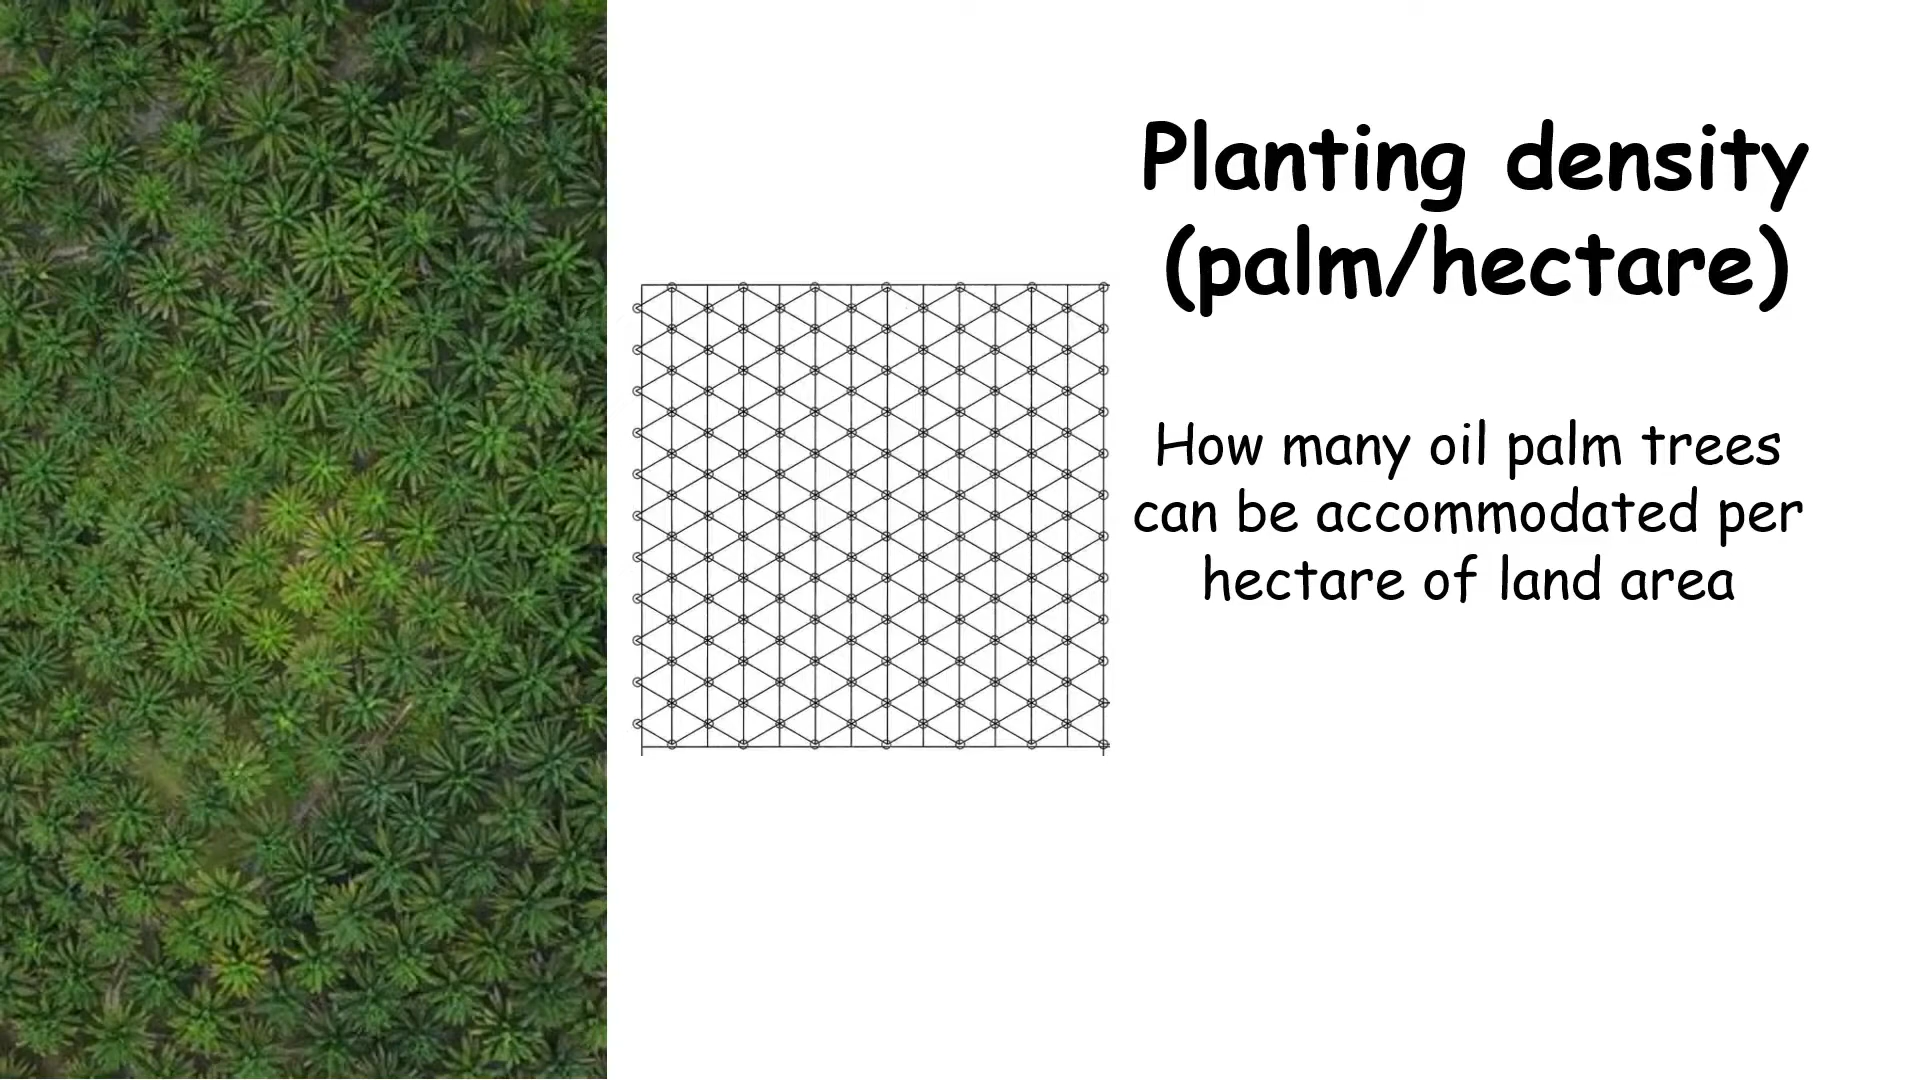 Planting density
(palm/hectare)
How many oil palm trees
can be accommodated per
hectare of land area